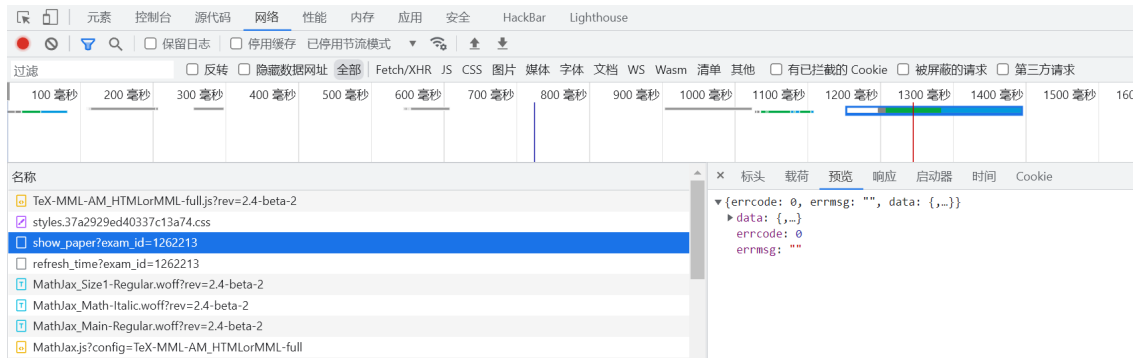 元素 控制台 源代码 网络 性能 内存 应用 安全 HackBar Lighthouse
保留日志 停用缓存 已停用节流模式
过滤 反转 隐藏数据网址 全部 Fetch/XHR JS CSS 图片 媒体 字体 文档 WS Wasm 清单 其他 有已拦截的 Cookie 被屏蔽的请求 第三方请求
100 毫秒 200 毫秒 300 毫秒 400 毫秒 500 毫秒 600 毫秒 700 毫秒 800 毫秒 900 毫秒 1000 毫秒 1100 毫秒 1200 毫秒 1300 毫秒 1400 毫秒 1500 毫秒 160
名称
TeX-MML-AM_HTMLorMML-full.js?rev=2.4-beta-2
styles.37a2929ed40337c13a74.css
show_paper?exam_id=1262213
refresh_time?exam_id=1262213
MathJax_Size1-Regular.woff?rev=2.4-beta-2
MathJax_Math-Italic.woff?rev=2.4-beta-2
MathJax_Main-Regular.woff?rev=2.4-beta-2
MathJax.js?config=TeX-MML-AM_HTMLorMML-full
× 标头 载荷 预览 响应 启动器 时间 Cookie
▼{errcode: 0, errmsg: "", data: {,…}}
▶data: {,…}
errcode: 0
errmsg: ""